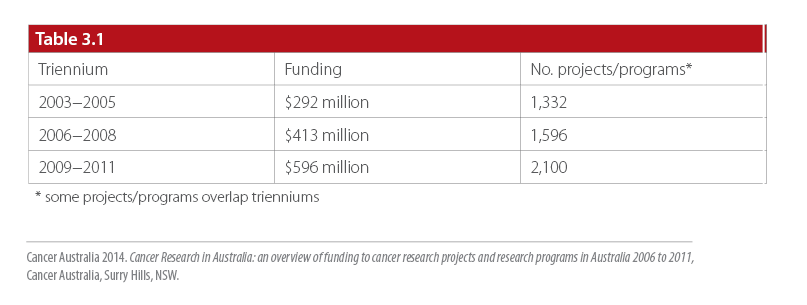 Table 3.1
Triennium Funding No. projects/programs*
2003–2005 $292 million 1,332
2006–2008 $413 million 1,596
2009–2011 $596 million 2,100
* some projects/programs overlap trienniums
Cancer Australia 2014. Cancer Research in Australia: an overview of funding to cancer research projects and research programs in Australia 2006 to 2011,
Cancer Australia, Surry Hills, NSW.